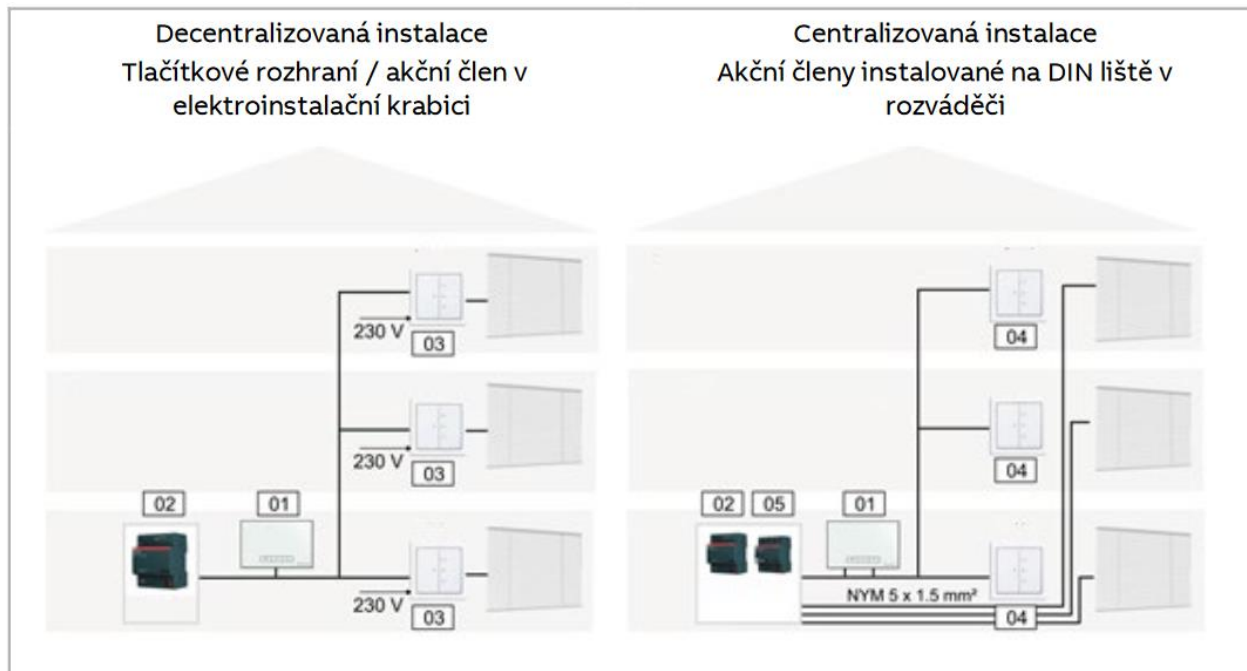 Decentralizovaná instalace
Tlačítkové rozhraní / akční člen v
elektroinstalační krabici
230 V
03
230 V
03
02
01
230 V
03
Centralizovaná instalace
Akční členy instalované na DIN liště v
rozváděči
04
04
02
05
01
NYM 5 x 1.5 mm²
04